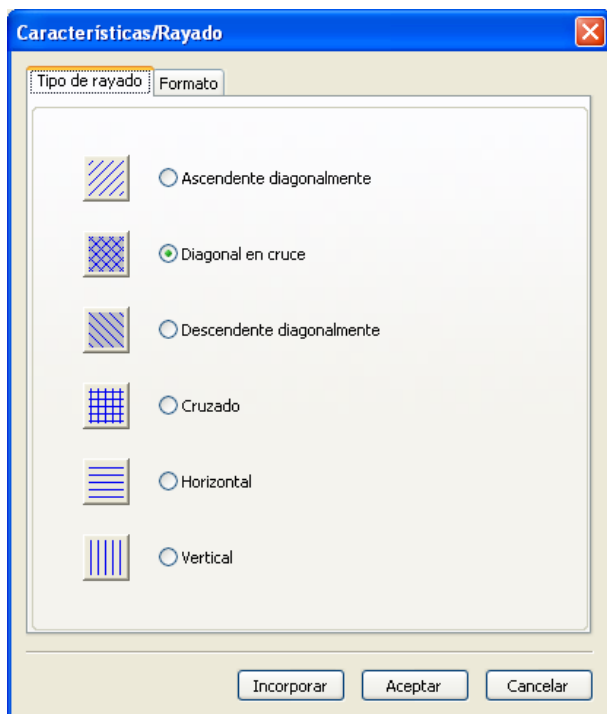 Características/Rayado
Tipo de rayado Formato
Ascendente diagonalmente
Diagonal en cruce
Descendente diagonalmente
Cruzado
Horizontal
Vertical
Incorporar Aceptar Cancelar